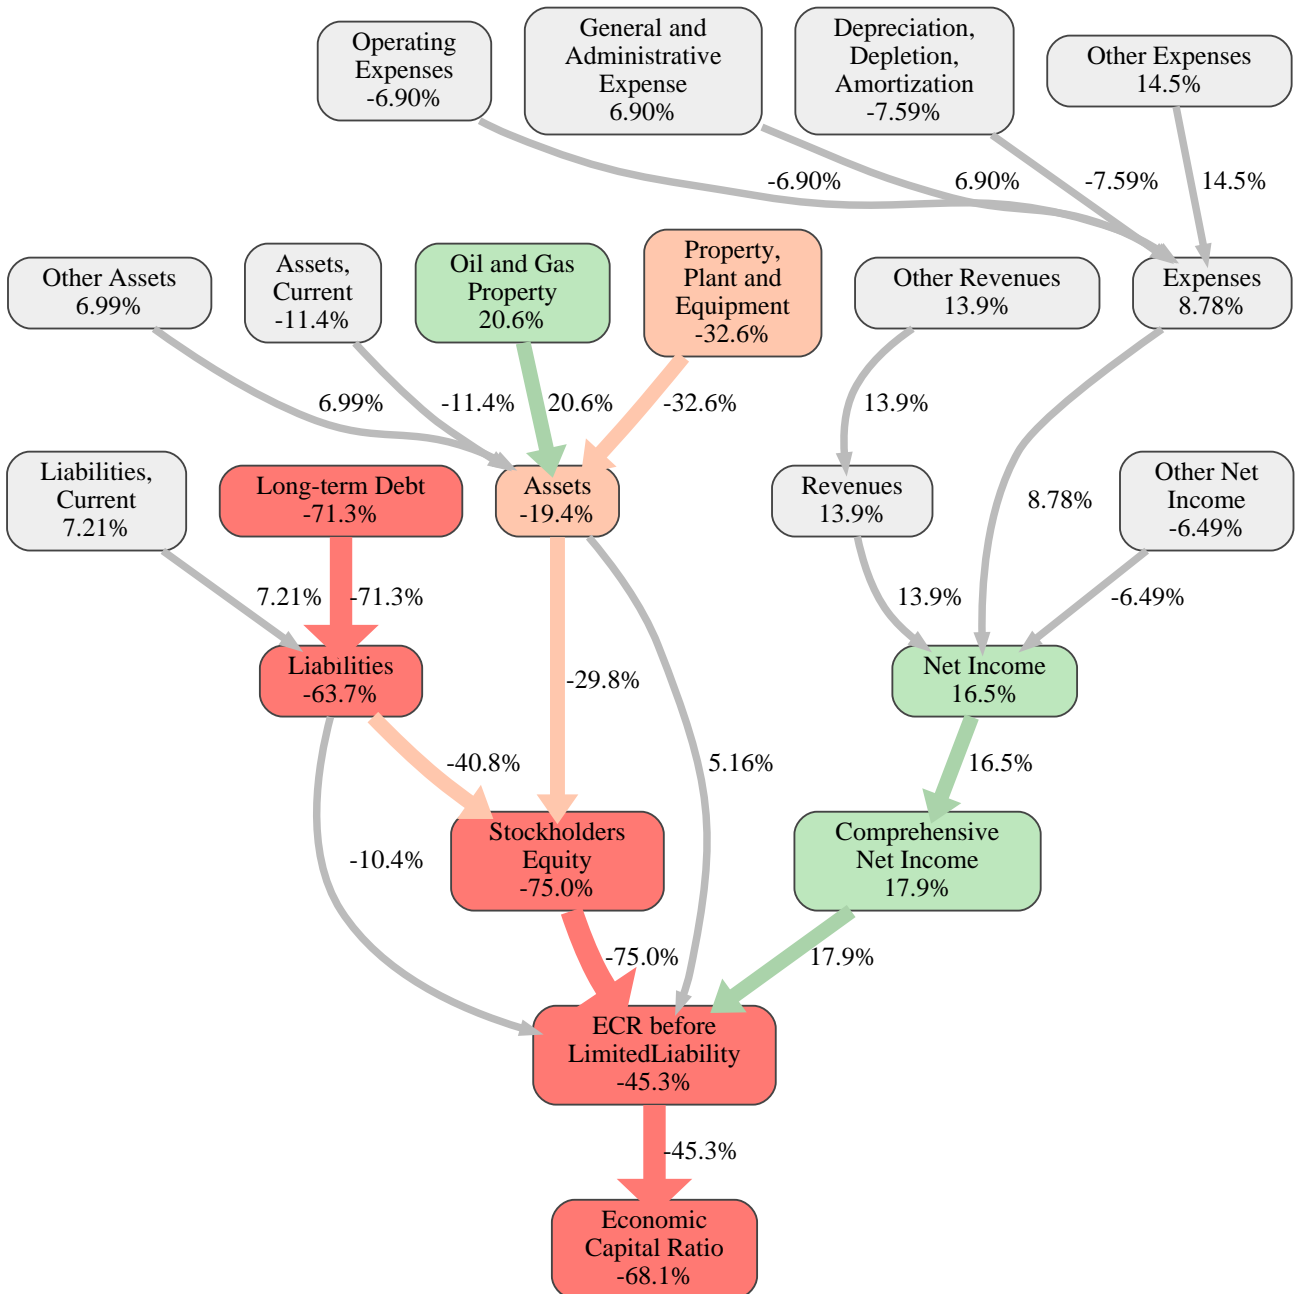 Operating
Expenses
-6.90%
General and
Administrative
Expense
6.90%
Depreciation,
Depletion,
Amortization
-7.59%
Other Expenses
14.5%
-6.90%
6.90%
-7.59%
14.5%
Other Assets
6.99%
Assets,
Current
-11.4%
Oil and Gas
Property
20.6%
Property,
Plant and
Equipment
-32.6%
Other Revenues
13.9%
Expenses
8.78%
6.99%
-11.4%
20.6%
-32.6%
13.9%
Liabilities,
Current
7.21%
Long-term Debt
-71.3%
Assets
-19.4%
Revenues
13.9%
8.78%
Other Net
Income
-6.49%
7.21%
-71.3%
13.9%
-6.49%
Liabilities
-63.7%
-29.8%
Net Income
16.5%
-40.8%
5.16%
16.5%
Stockholders
Equity
-75.0%
Comprehensive
Net Income
17.9%
-10.4%
-75.0%
17.9%
ECR before
LimitedLiability
-45.3%
-45.3%
Economic
Capital Ratio
-68.1%